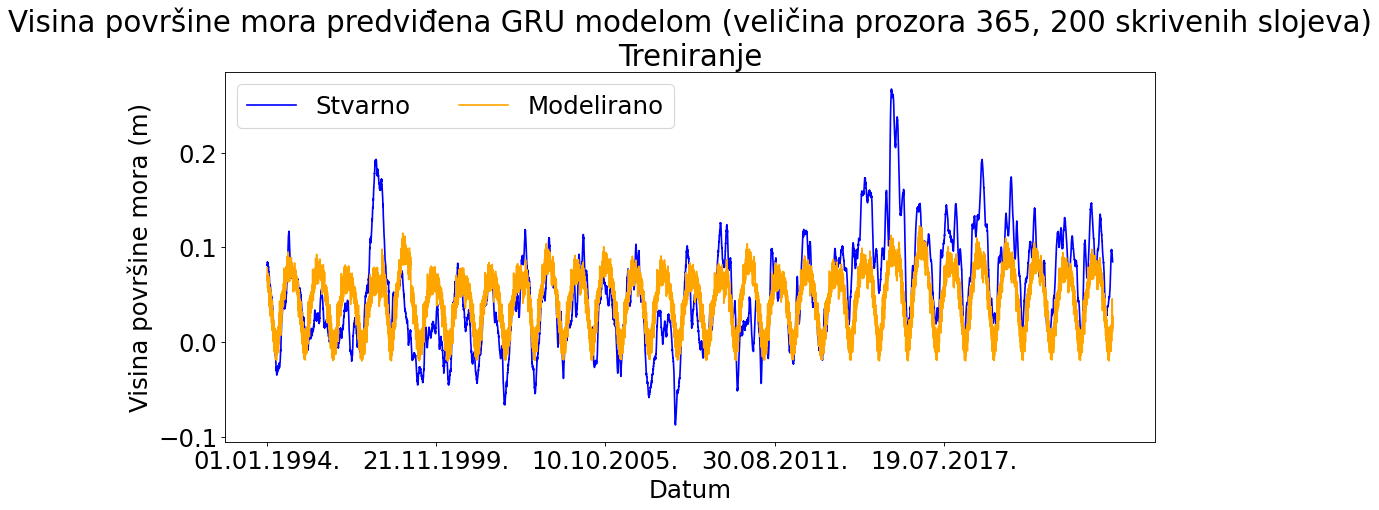 Visina površine mora predviđena GRU modelom (veličina prozora 365, 200 skrivenih slojeva)
Treniranje
Stvarno
Modelirano
Visina površine mora (m)
0.2
0.1
0.0
−0.1
01.01.1994.
21.11.1999.
10.10.2005.
30.08.2011.
19.07.2017.
Datum